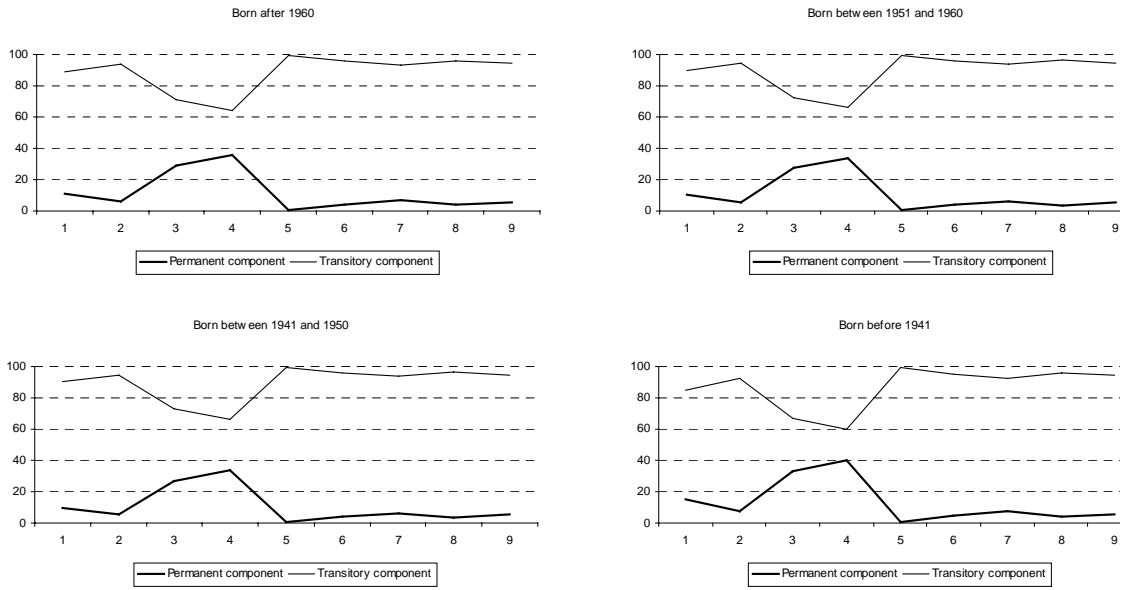 Born after 1960
100
80
60
40
20
0
1 2 3 4 5 6 7 8 9
Permanent component Transitory component
Born between 1951 and 1960
100
80
60
40
20
0
1 2 3 4 5 6 7 8 9
Permanent component Transitory component
Born between 1941 and 1950
100
80
60
40
20
0
1 2 3 4 5 6 7 8 9
Permanent component Transitory component
Born before 1941
100
80
60
40
20
0
1 2 3 4 5 6 7 8 9
Permanent component Transitory component